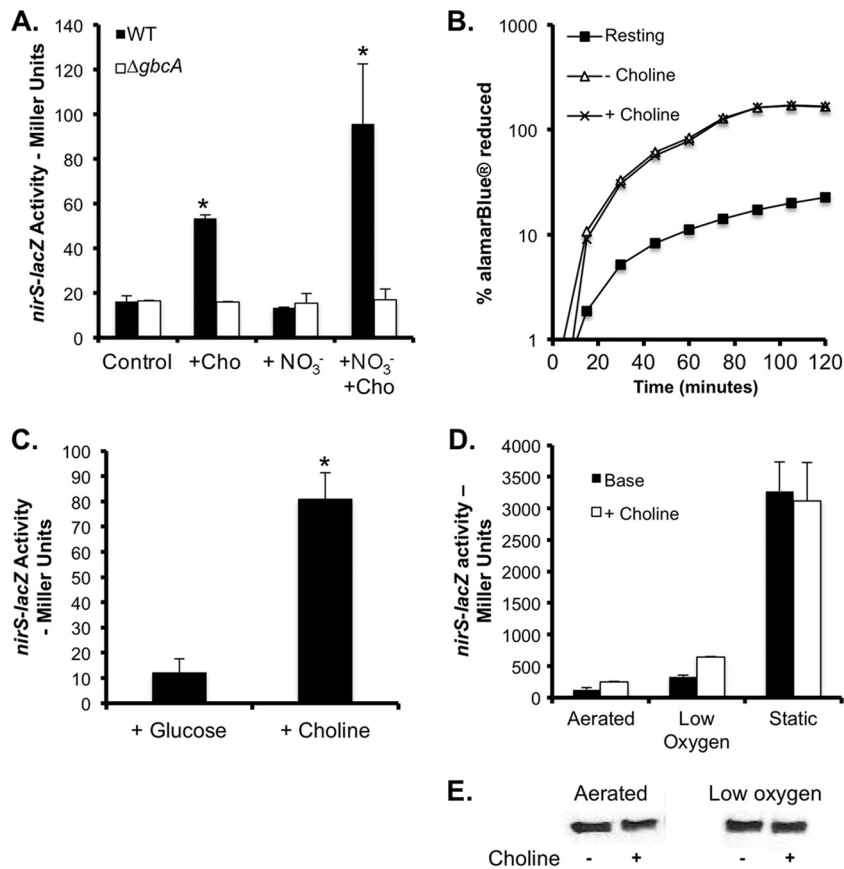 A.
nirS-lacZ Activity - Miller Units
140
120
100
80
60
40
20
0
WT
ΔgbcA
*
*
Control
+Cho
+ NO₃⁻
+NO₃⁻
+Cho
B.
% alamarBlue® reduced
1000
100
10
1
Resting
- Choline
+ Choline
0
20
40
60
80
100
120
Time (minutes)
C.
nirS-lacZ Activity
- Miller Units
100
90
80
70
60
50
40
30
20
10
0
*
+ Glucose
+ Choline
D.
nirS-lacZ activity –
Miller Units
4000
3500
3000
2500
2000
1500
1000
500
0
Base
+ Choline
Aerated
Low
Oxygen
Static
E.
Aerated
Low oxygen
Choline - + - +